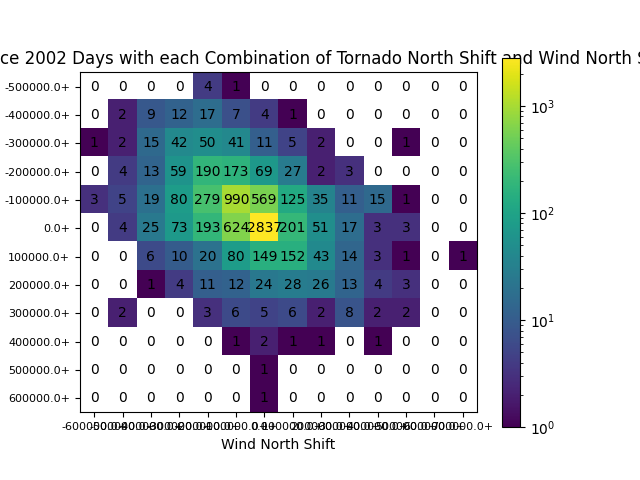 ce 2002 Days with each Combination of Tornado North Shift and Wind North S
-500000.0+ 0 0 0 0 4 1 0 0 0 0 0 0 0 0
-400000.0+ 0 2 9 12 17 7 4 1 0 0 0 0 0 0
-300000.0+ 1 2 15 42 50 41 11 5 2 0 0 1 0 0
-200000.0+ 0 4 13 59 190 173 69 27 2 3 0 0 0 0
-100000.0+ 3 5 19 80 279 990 569 125 35 11 15 1 0 0
0.0+ 0 4 25 73 193 624 2837 201 51 17 3 3 0 0
100000.0+ 0 0 6 10 20 80 149 152 43 14 3 1 0 1
200000.0+ 0 0 1 4 11 12 24 28 26 13 4 3 0 0
300000.0+ 0 2 0 0 3 6 5 6 2 8 2 2 0 0
400000.0+ 0 0 0 0 0 1 2 1 1 0 1 0 0 0
500000.0+ 0 0 0 0 0 0 1 0 0 0 0 0 0 0
600000.0+ 0 0 0 0 0 0 1 0 0 0 0 0 0 0
Wind North Shift
10³
10²
10¹
10⁰